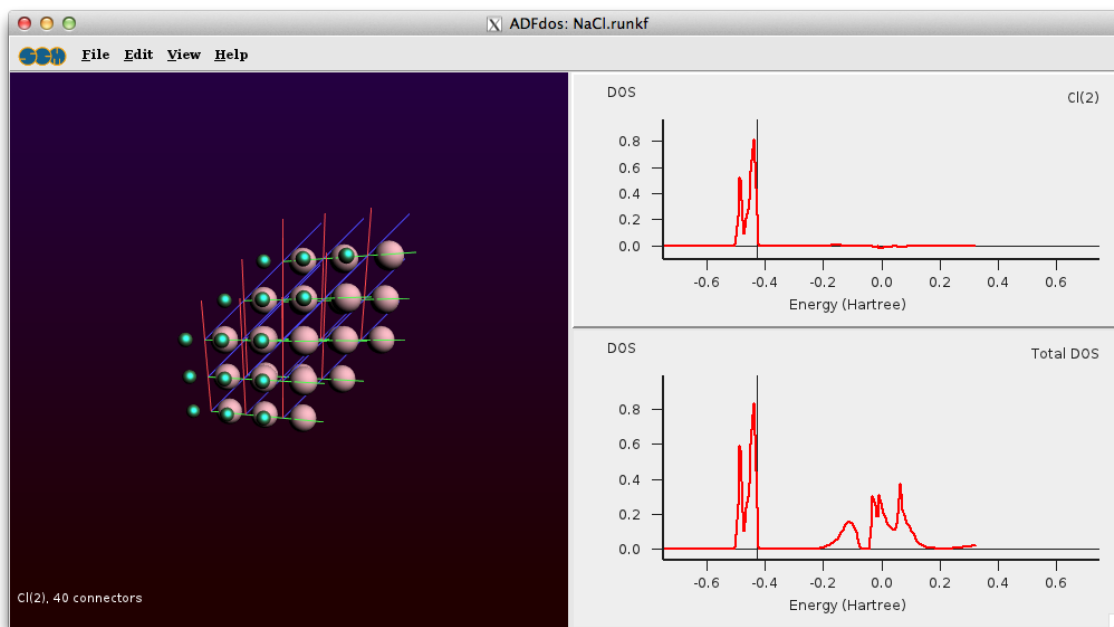 ADFdos: NaCl.runkf
SCM File Edit View Help
DOS
Cl(2)
0.8
0.6
0.4
0.2
0.0
-0.6 -0.4 -0.2 0.0 0.2 0.4 0.6
Energy (Hartree)
DOS
Total DOS
0.8
0.6
0.4
0.2
0.0
-0.6 -0.4 -0.2 0.0 0.2 0.4 0.6
Energy (Hartree)
Cl(2), 40 connectors